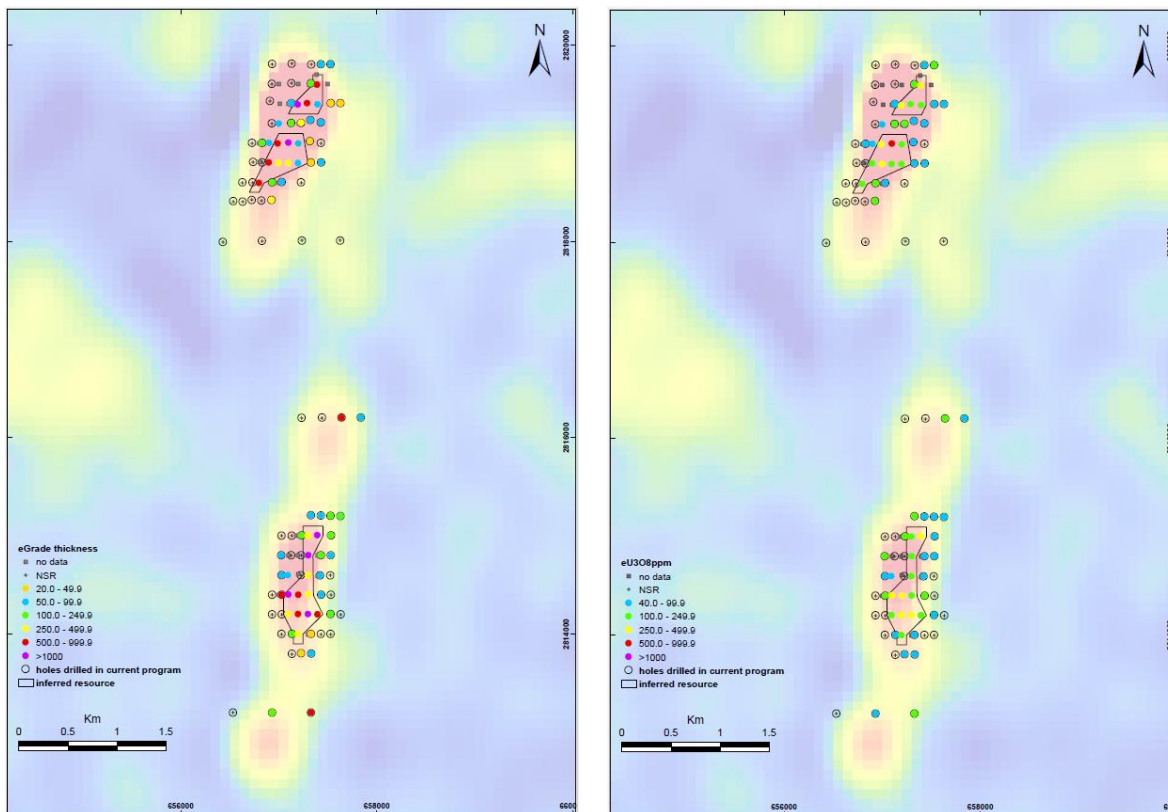 N
2820000
2818000
2816000
2814000
eGrade thickness
no data
NSR
20.0 - 49.9
50.0 - 99.9
100.0 - 249.9
250.0 - 499.9
500.0 - 999.9
>1000
holes drilled in current program
inferred resource
Km
0 0.5 1 1.5
656000 658000 6600
N
eU3O8ppm
no data
NSR
40.0 - 99.9
100.0 - 249.9
250.0 - 499.9
500.0 - 999.9
>1000
holes drilled in current program
inferred resource
Km
0 0.5 1 1.5
656000 658000